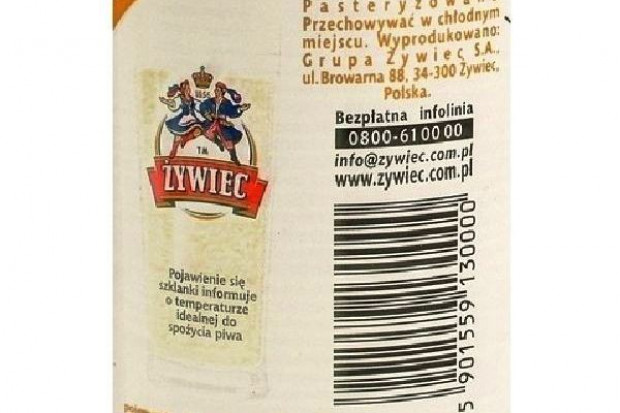 Pasteryzowa
Przechowywać w chłodnym
miejscu. Wyprodukowano:
Grupa Żywiec S.A.,
ul. Browarna 88, 34-300 Żywiec,
Polska.
Bezpłatna infolinia
0800-610000
info@zywiec.com.pl
www.zywiec.com.pl
1856
TM
ŻYWIEC
Pojawienie się
szklanki informuje
o temperaturze
idealnej do
spożycia piwa
5 901559 130000